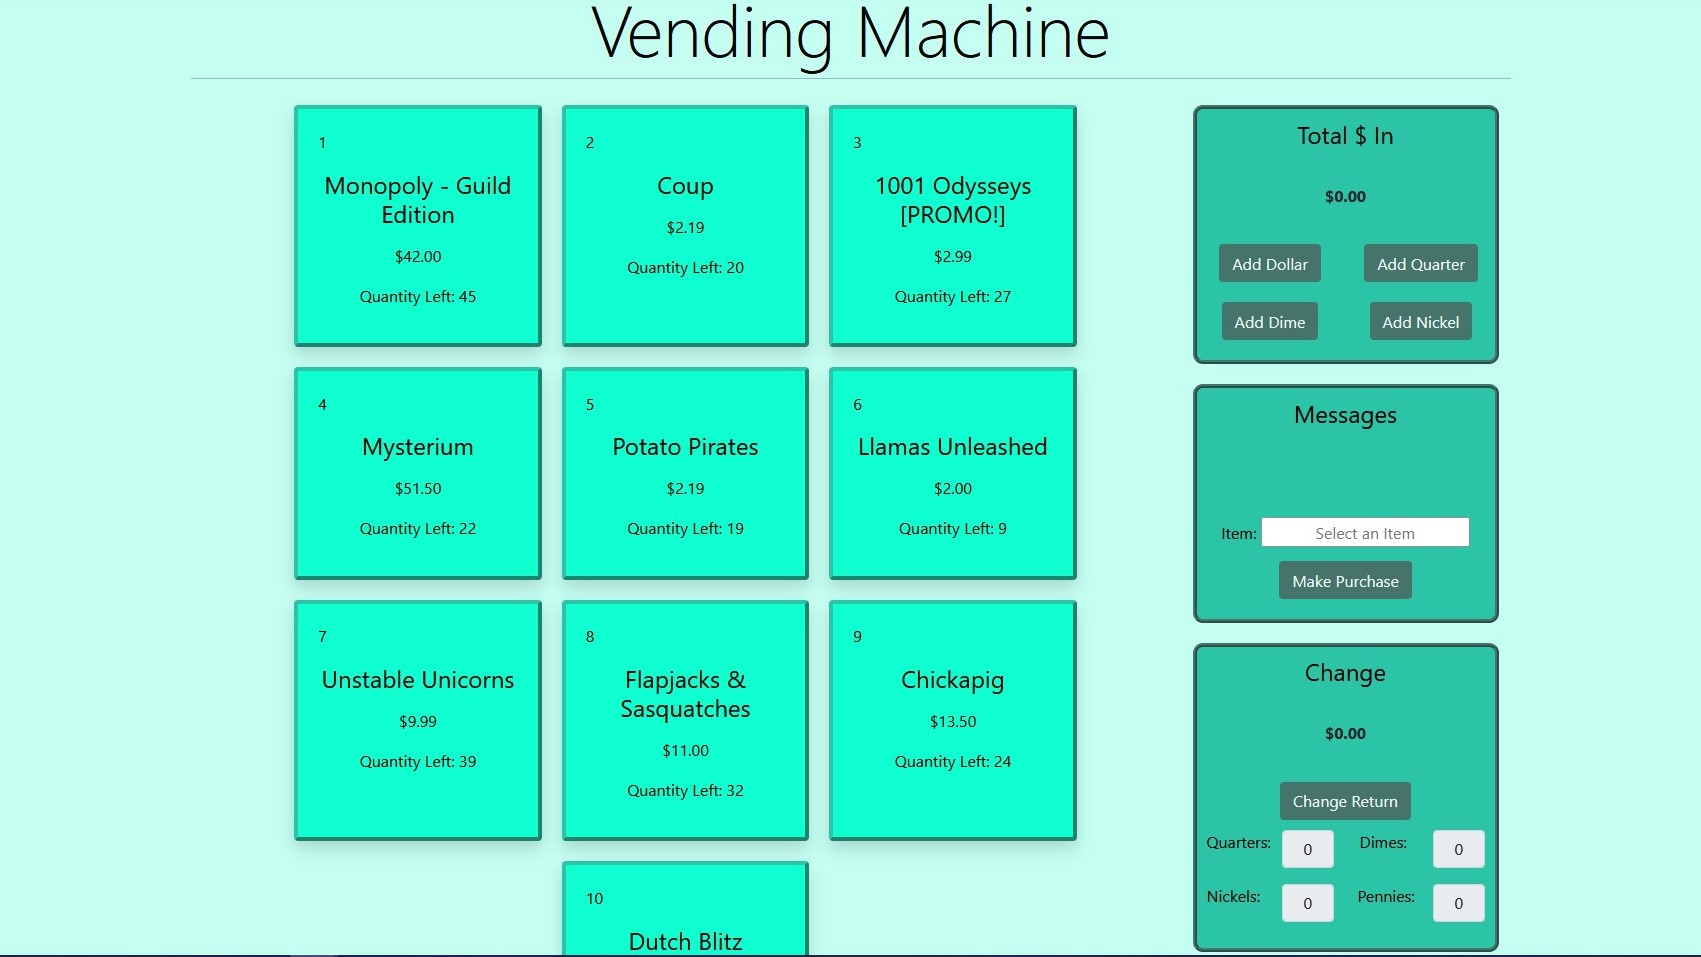 Vending Machine
1
Monopoly - Guild
Edition
$42.00
Quantity Left: 45
2
Coup
$2.19
Quantity Left: 20
3
1001 Odysseys
[PROMO!]
$2.99
Quantity Left: 27
4
Mysterium
$51.50
Quantity Left: 22
5
Potato Pirates
$2.19
Quantity Left: 19
6
Llamas Unleashed
$2.00
Quantity Left: 9
7
Unstable Unicorns
$9.99
Quantity Left: 39
8
Flapjacks &
Sasquatches
$11.00
Quantity Left: 32
9
Chickapig
$13.50
Quantity Left: 24
10
Dutch Blitz
Total $ In
$0.00
Add Dollar Add Quarter
Add Dime Add Nickel
Messages
Item: Select an Item
Make Purchase
Change
$0.00
Change Return
Quarters: 0 Dimes: 0
Nickels: 0 Pennies: 0